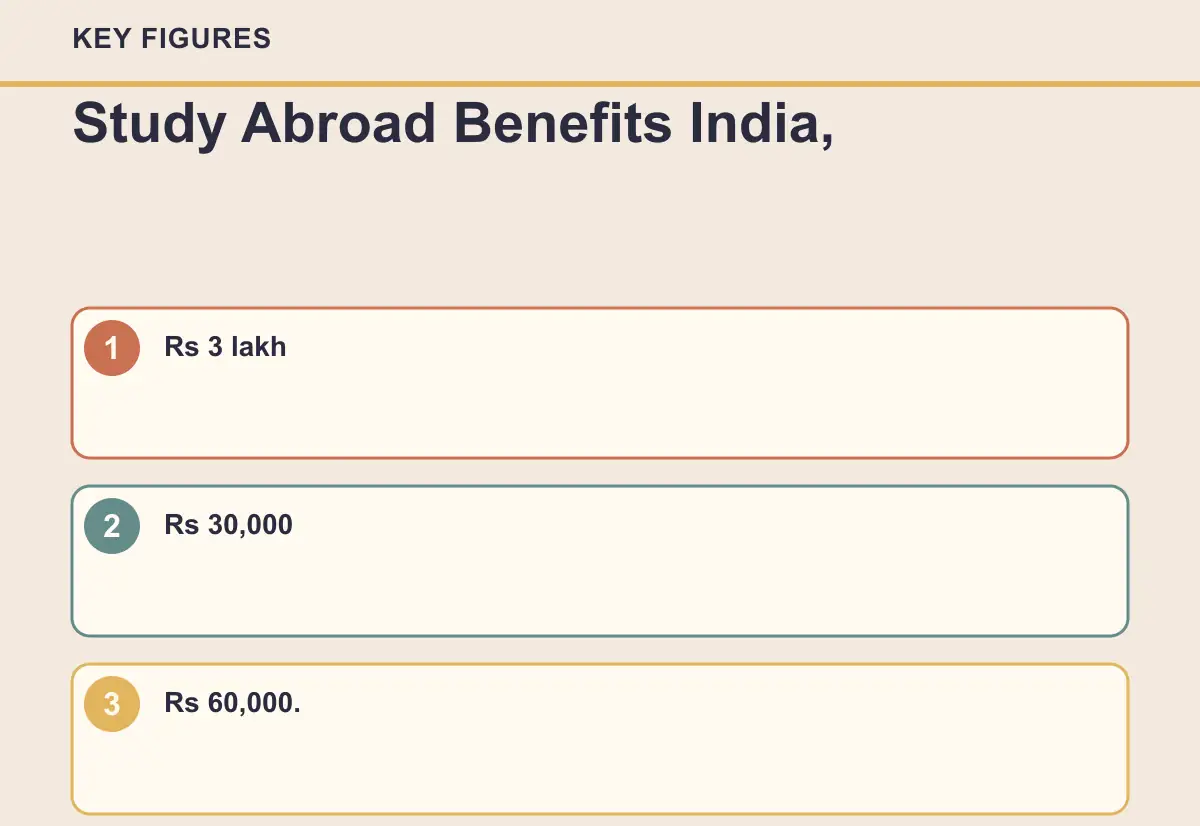 KEY FIGURES
Study Abroad Benefits India,
1 Rs 3 lakh
2 Rs 30,000
3 Rs 60,000.